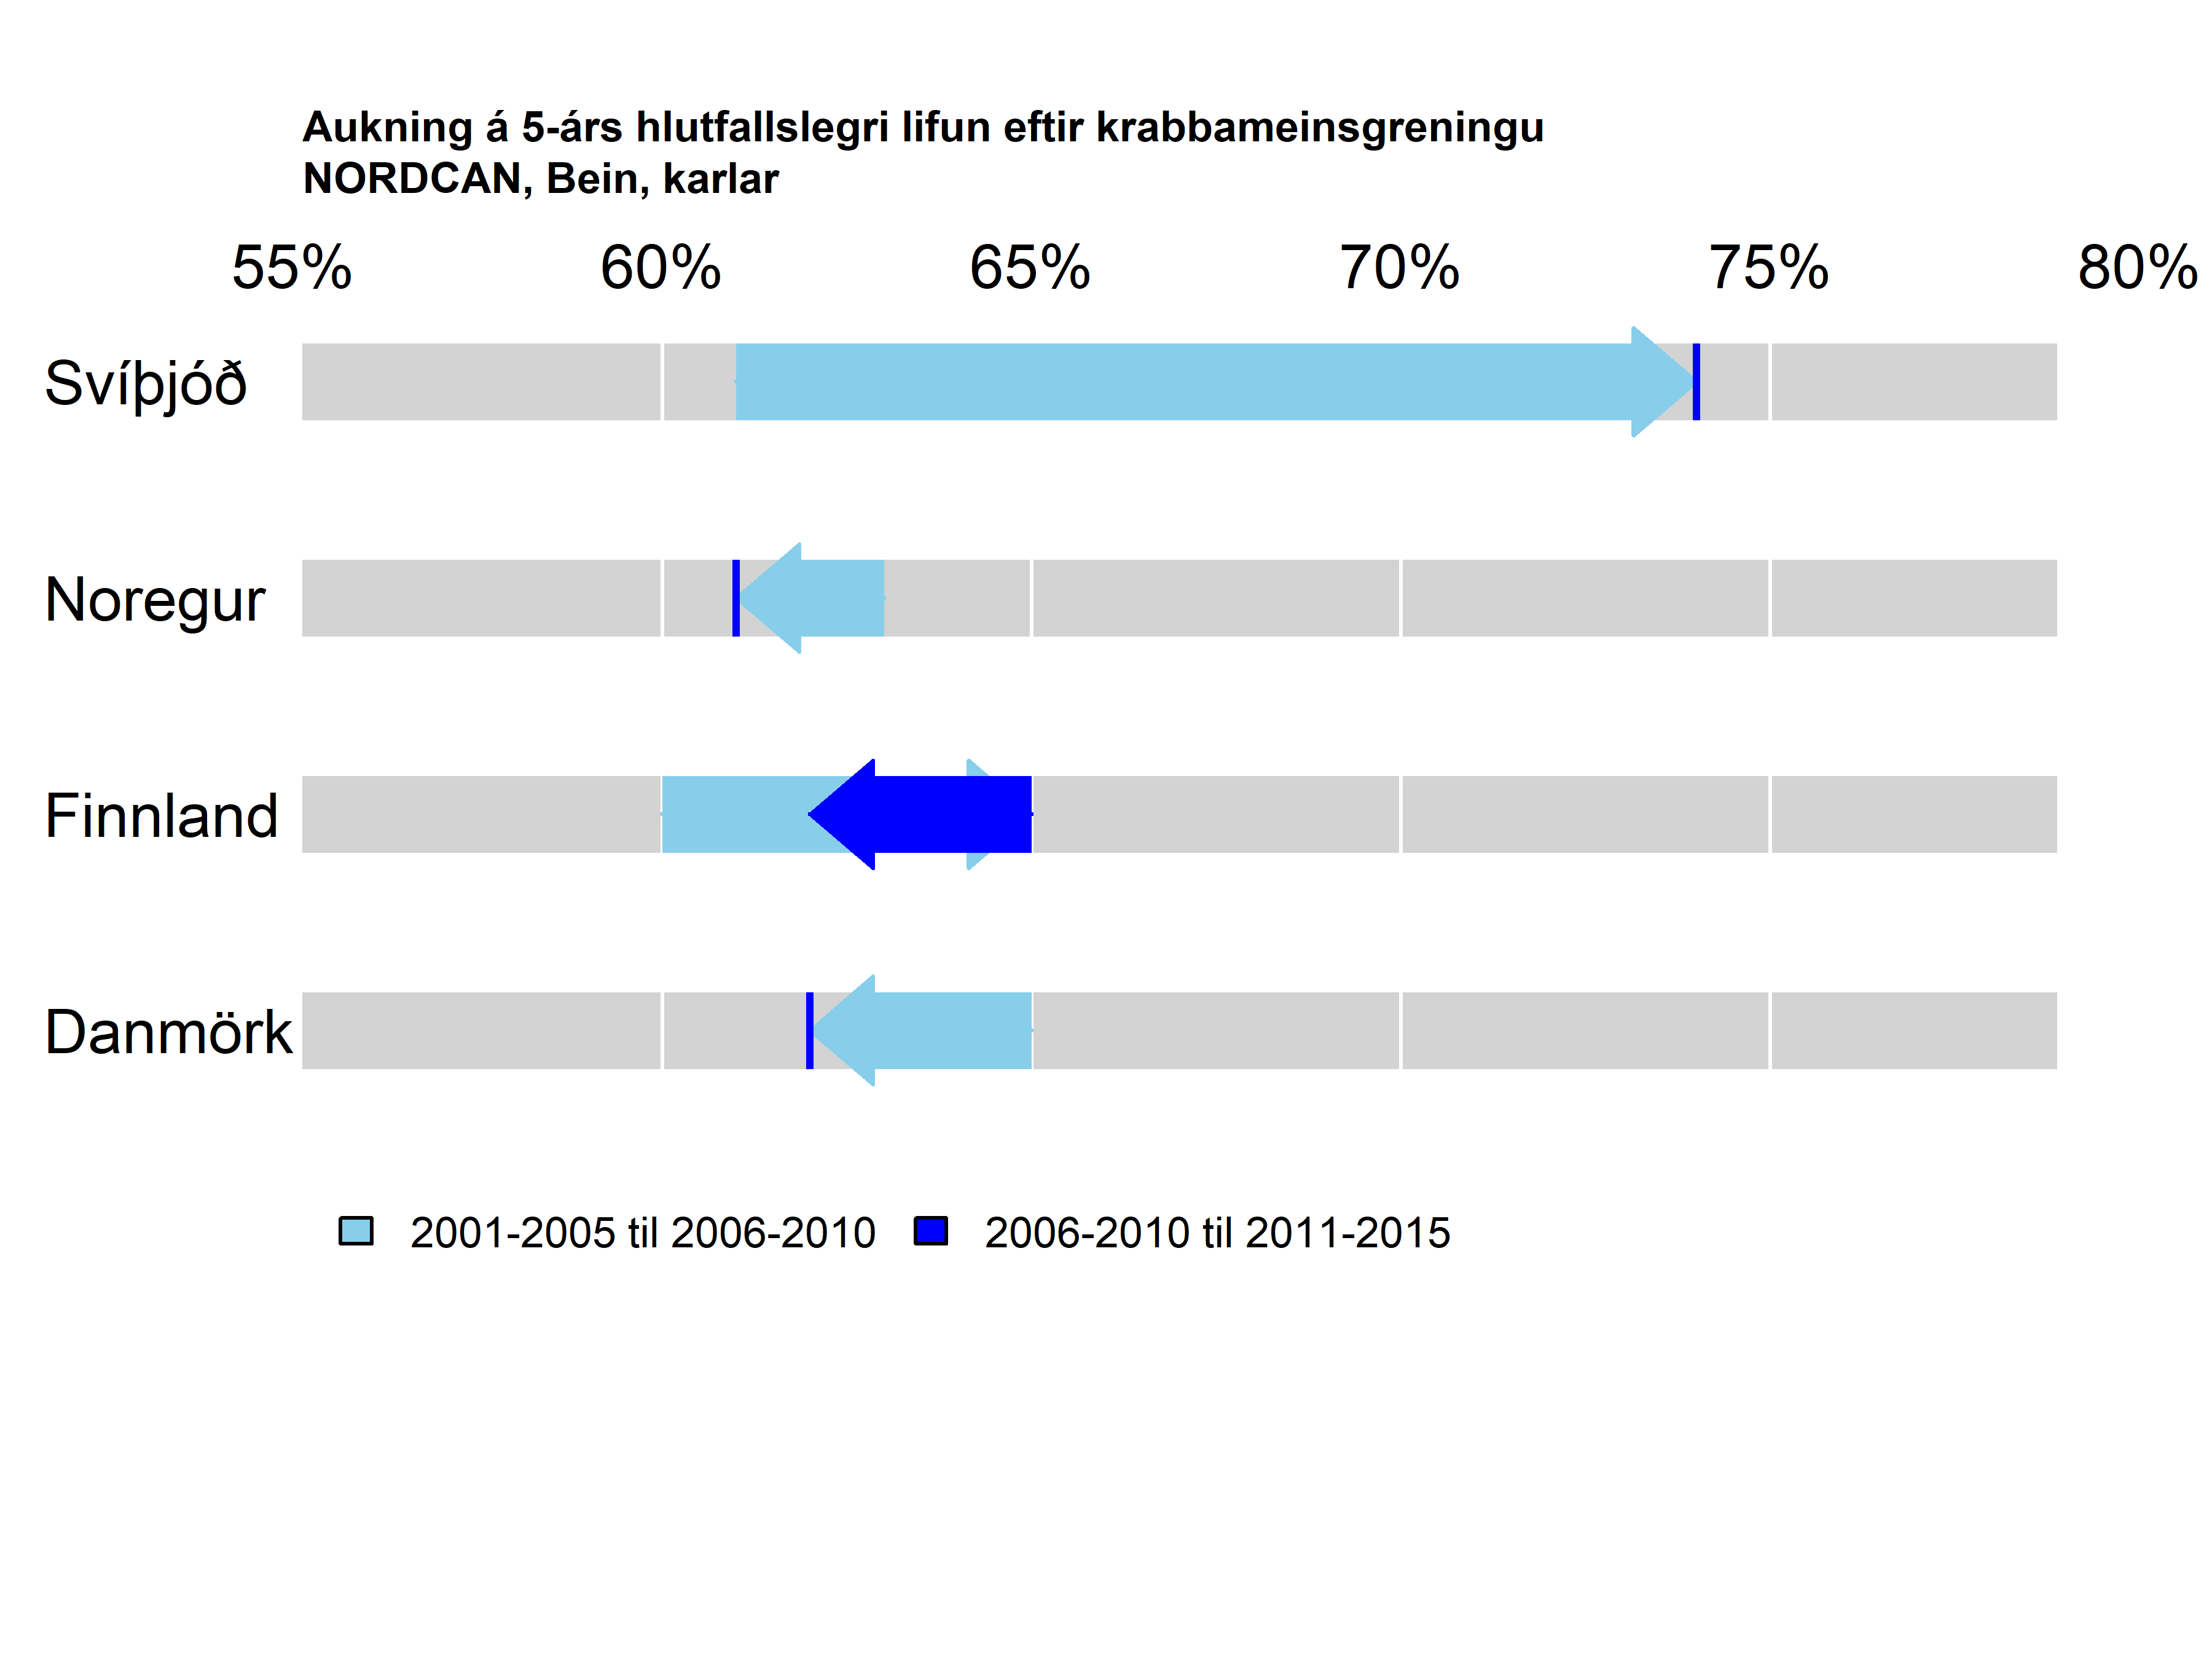 Aukning á 5-árs hlutfallslegri lifun eftir krabbameinsgreningu
NORDCAN, Bein, karlar
55% 60% 65% 70% 75% 80%
Svíþjóð
Noregur
Finnland
Danmörk
2001-2005 til 2006-2010 2006-2010 til 2011-2015